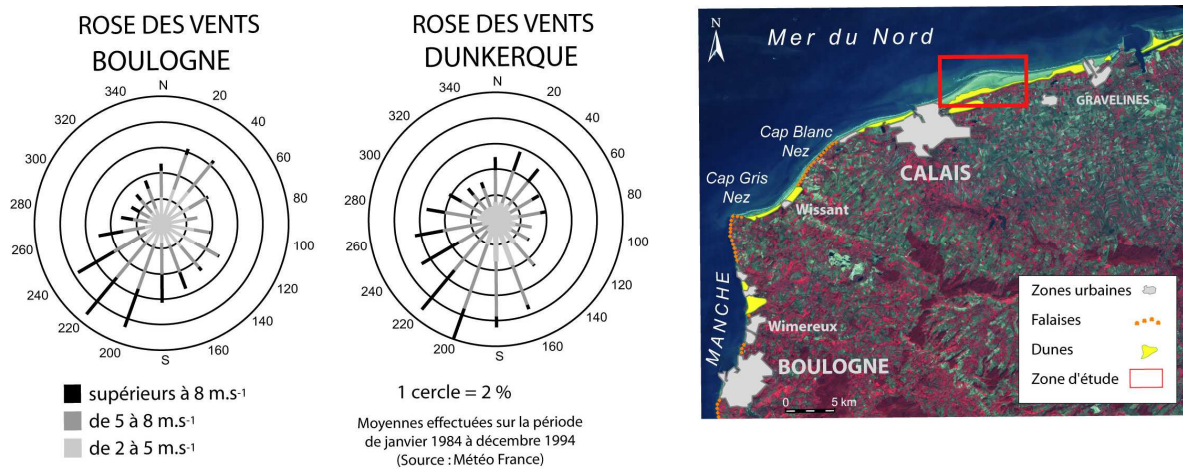 ROSE DES VENTS
BOULOGNE
N
20
40
60
80
100
120
140
160
S
200
220
240
260
280
300
320
340
ROSE DES VENTS
DUNKERQUE
N
20
40
60
80
100
120
140
160
S
200
220
240
260
280
300
320
340
supérieurs à 8 m.s-1
de 5 à 8 m.s-1
de 2 à 5 m.s-1
1 cercle = 2 %
Moyennes effectuées sur la période
de janvier 1984 à décembre 1994
(Source : Météo France)
N
Mer du Nord
GRAVELINES
Cap Blanc
Nez
CALAIS
Cap Gris
Nez
Wissant
MANCHE
Wimereux
BOULOGNE
0 5 km
Zones urbaines
Falaises
Dunes
Zone d'étude